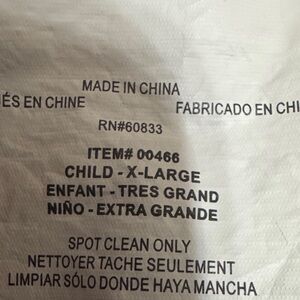 MADE IN CHINA
ÉS EN CHINE
FABRICADO EN CHI
RN#60833
ITEM# 00466
CHILD - X-LARGE
ENFANT - TRES GRAND
NIÑO - EXTRA GRANDE
SPOT CLEAN ONLY
NETTOYER TACHE SEULEMENT
LIMPIAR SÓLO DONDE HAYA MANCHA